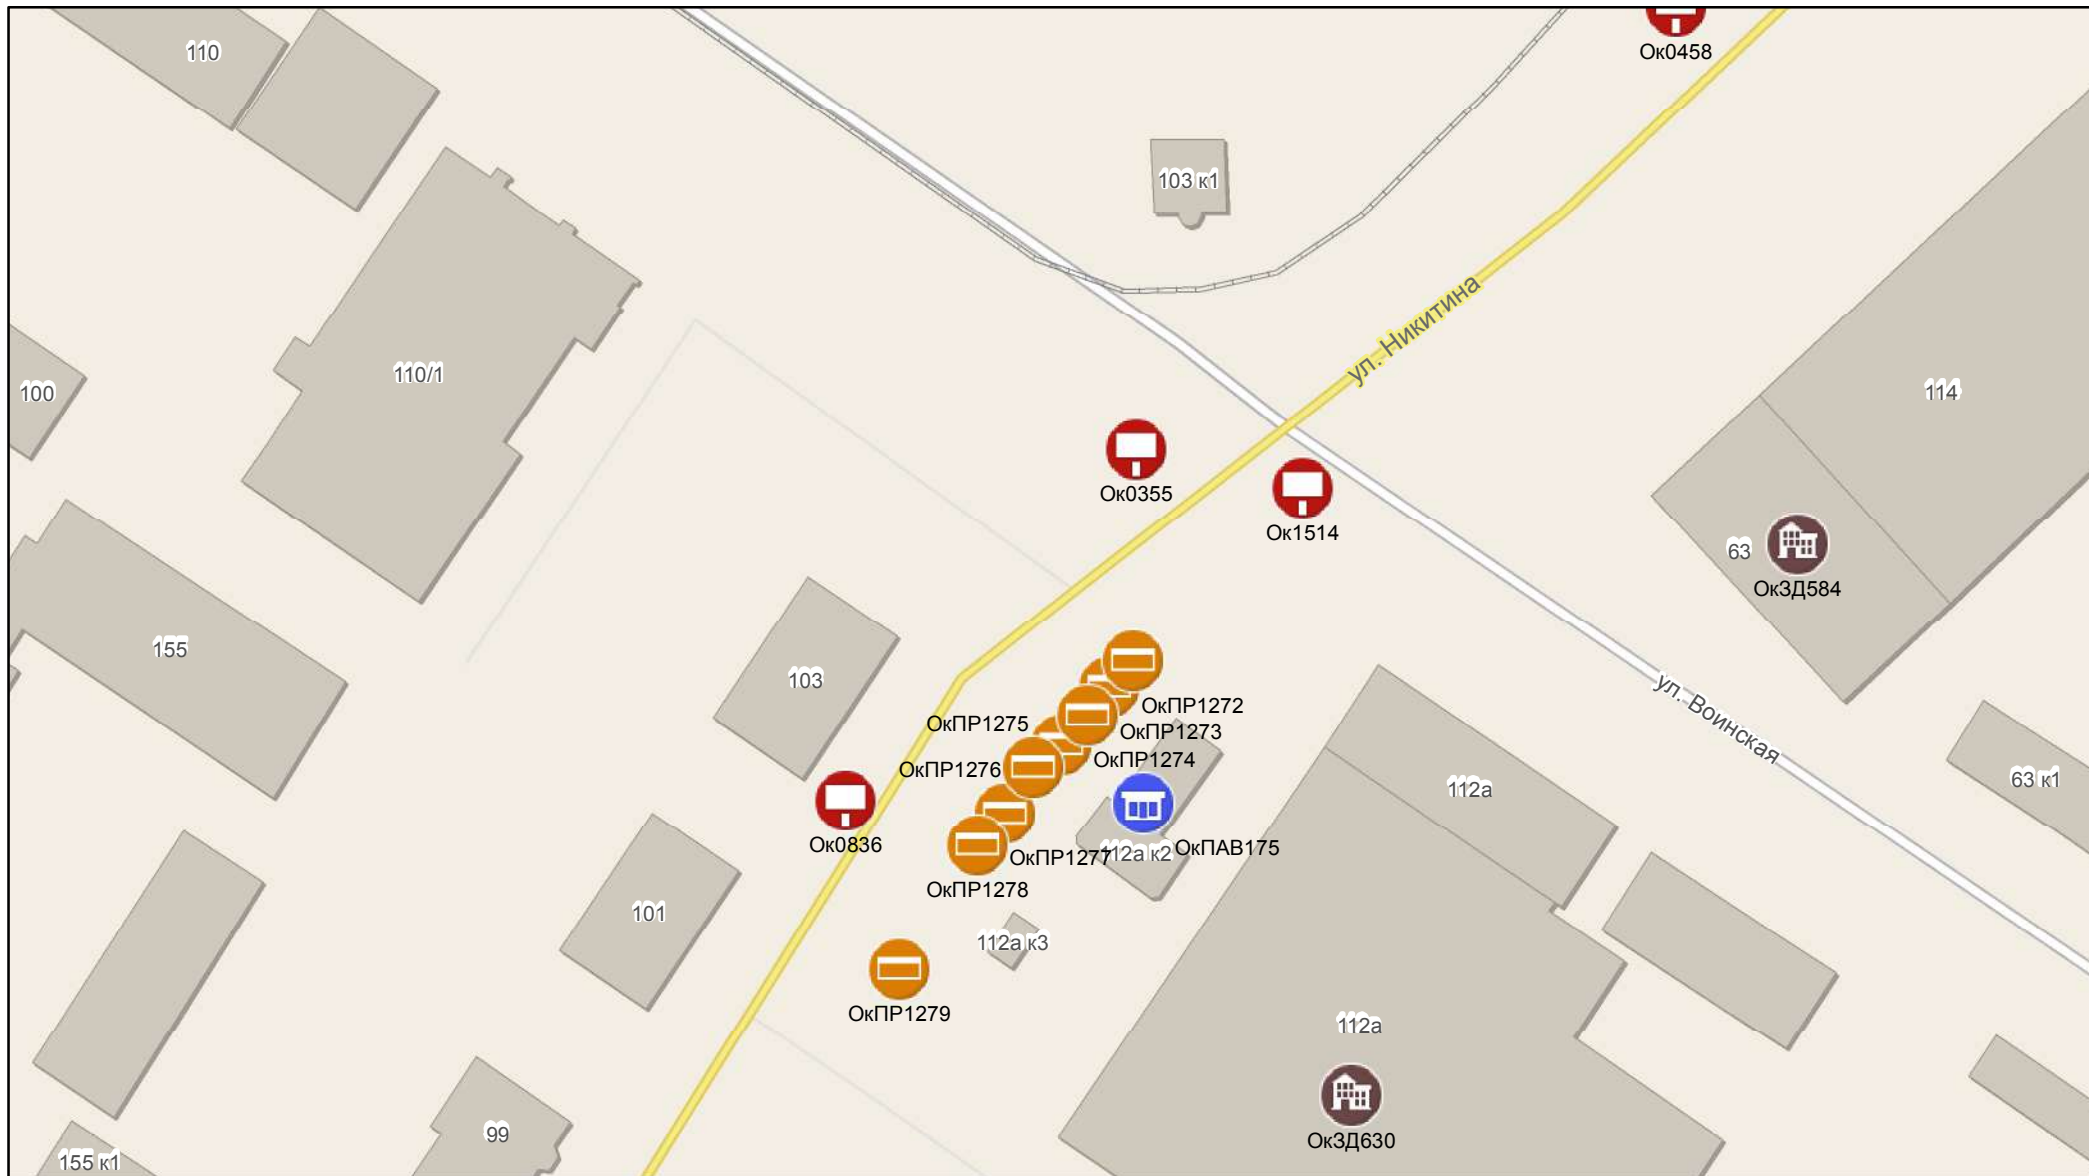 110
Ок0458
103 к1
ул. Никитина
110/1
100
114
Ок0355
Ок1514
63
ОкЗД584
155
103
ОкПР1272
ОкПР1275
ОкПР1273
ОкПР1274
ОкПР1276
ул. Воинская
63 к1
112а
Ок0836
112а к2
ОкПАВ175
ОкПР1277
ОкПР1278
101
112а к3
ОкПР1279
112а
99
ОкЗД630
155 к1